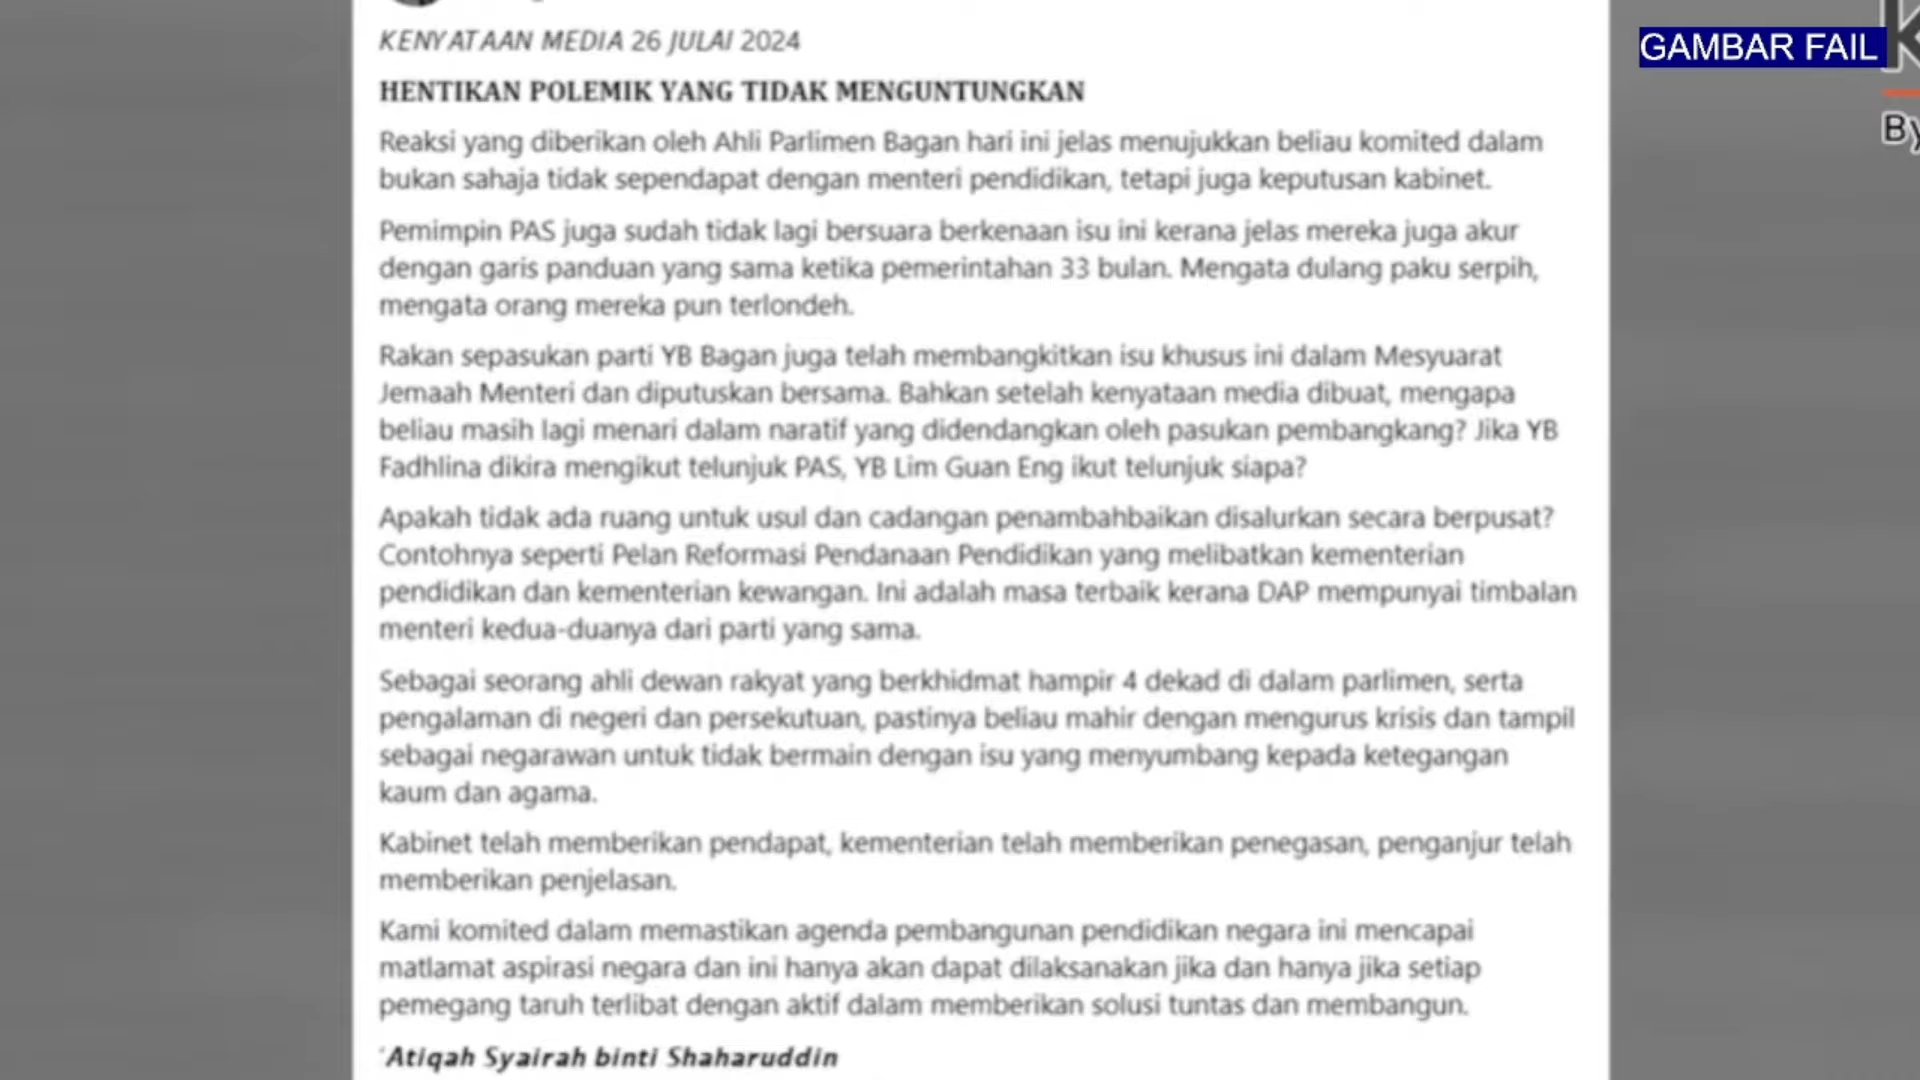 KENYATAAN MEDIA 26 JULAI 2024
GAMBAR FAIL
HENTIKAN POLEMIK YANG TIDAK MENGUNTUNGKAN
By
Reaksi yang diberikan oleh Ahli Parlimen Bagan hari ini jelas menujukkan beliau komited dalam
bukan sahaja tidak sependapat dengan menteri pendidikan, tetapi juga keputusan kabinet.
Pemimpin PAS juga sudah tidak lagi bersuara berkenaan isu ini kerana jelas mereka juga akur
dengan garis panduan yang sama ketika pemerintahan 33 bulan. Mengata dulang paku serpih,
mengata orang mereka pun terlondeh.
Rakan sepasukan parti YB Bagan juga telah membangkitkan isu khusus ini dalam Mesyuarat
Jemaah Menteri dan diputuskan bersama. Bahkan setelah kenyataan media dibuat, mengapa
beliau masih lagi menari dalam naratif yang didendangkan oleh pasukan pembangkang? Jika YB
Fadhlina dikira mengikut telunjuk PAS, YB Lim Guan Eng ikut telunjuk siapa?
Apakah tidak ada ruang untuk usul dan cadangan penambahbaikan disalurkan secara berpusat?
Contohnya seperti Pelan Reformasi Pendanaan Pendidikan yang melibatkan kementerian
pendidikan dan kementerian kewangan. Ini adalah masa terbaik kerana DAP mempunyai timbalan
menteri kedua-duanya dari parti yang sama.
Sebagai seorang ahli dewan rakyat yang berkhidmat hampir 4 dekad di dalam parlimen, serta
pengalaman di negeri dan persekutuan, pastinya beliau mahir dengan mengurus krisis dan tampil
sebagai negarawan untuk tidak bermain dengan isu yang menyumbang kepada ketegangan
kaum dan agama.
Kabinet telah memberikan pendapat, kementerian telah memberikan penegasan, penganjur telah
memberikan penjelasan.
Kami komited dalam memastikan agenda pembangunan pendidikan negara ini mencapai
matlamat aspirasi negara dan ini hanya akan dapat dilaksanakan jika dan hanya jika setiap
pemegang taruh terlibat dengan aktif dalam memberikan solusi tuntas dan membangun.
'Atiqah Syairah binti Shaharuddin